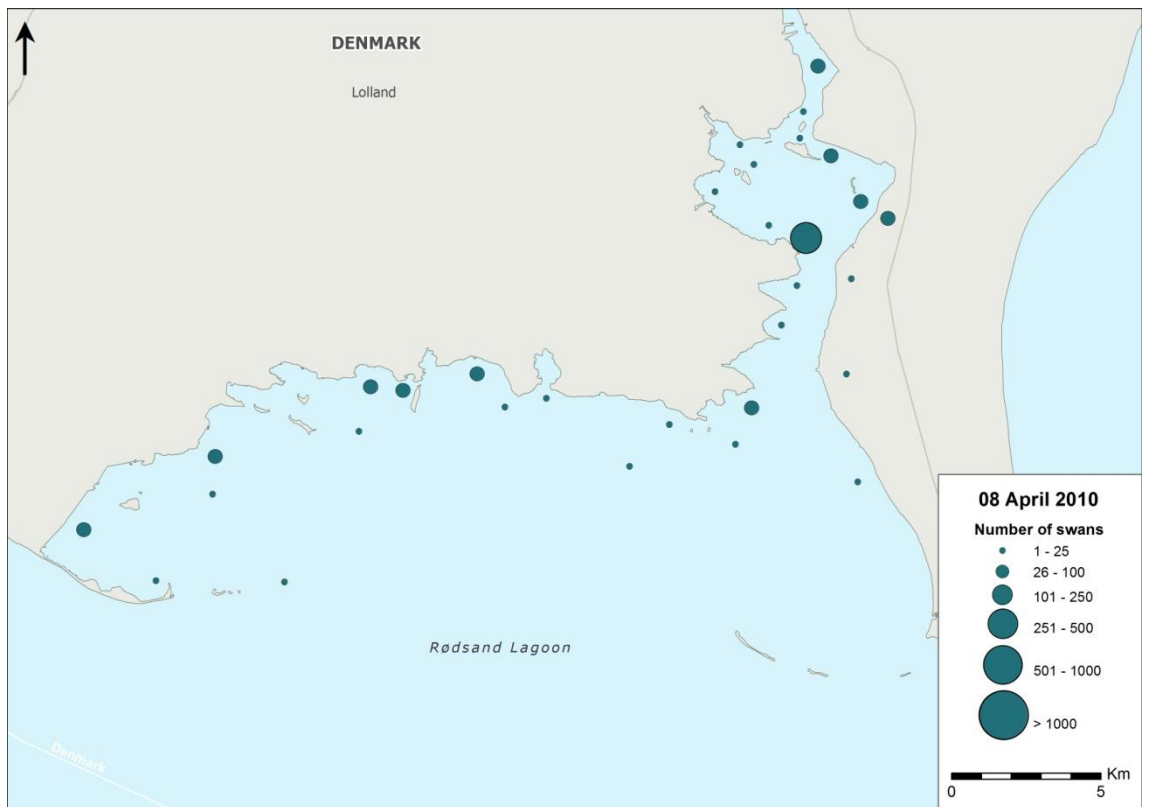 DENMARK
Lolland
Rødsand Lagoon
Denmark
08 April 2010
Number of swans
1 - 25
26 - 100
101 - 250
251 - 500
501 - 1000
> 1000
Km
0 5